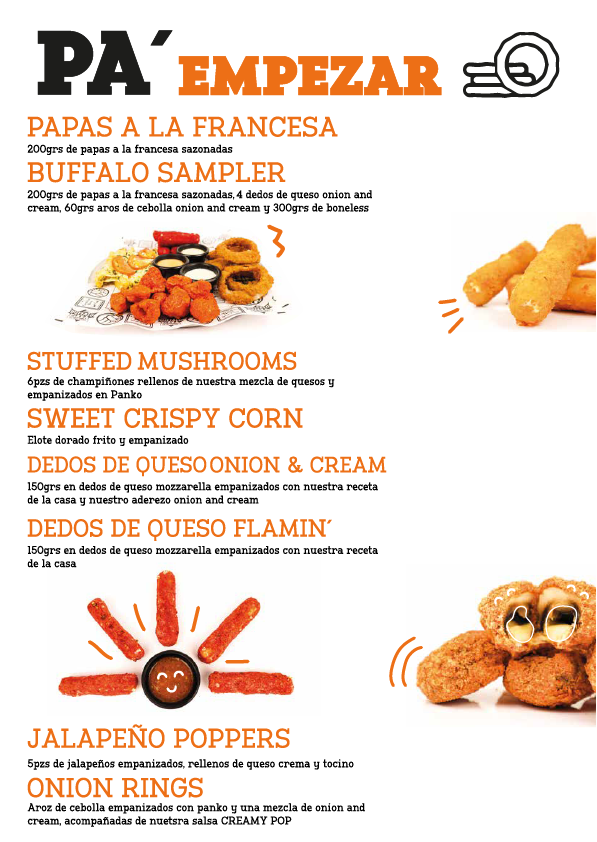 PA´ EMPEZAR
PAPAS A LA FRANCESA
200grs de papas a la francesa sazonadas
BUFFALO SAMPLER
200grs de papas a la francesa sazonadas, 4 dedos de queso onion and
cream, 60grs aros de cebolla onion and cream y 300grs de boneless
STUFFED MUSHROOMS
6pzs de champiñones rellenos de nuestra mezcla de quesos y
empanizados en Panko
SWEET CRISPY CORN
Elote dorado frito y empanizado
DEDOS DE QUESO ONION & CREAM
150grs en dedos de queso mozzarella empanizados con nuestra receta
de la casa y nuestro aderezo onion and cream
DEDOS DE QUESO FLAMIN´
150grs en dedos de queso mozzarella empanizados con nuestra receta
de la casa
JALAPEÑO POPPERS
5pzs de jalapeños empanizados, rellenos de queso crema y tocino
ONION RINGS
Aroz de cebolla empanizados con panko y una mezcla de onion and
cream, acompañadas de nuetsra salsa CREAMY POP